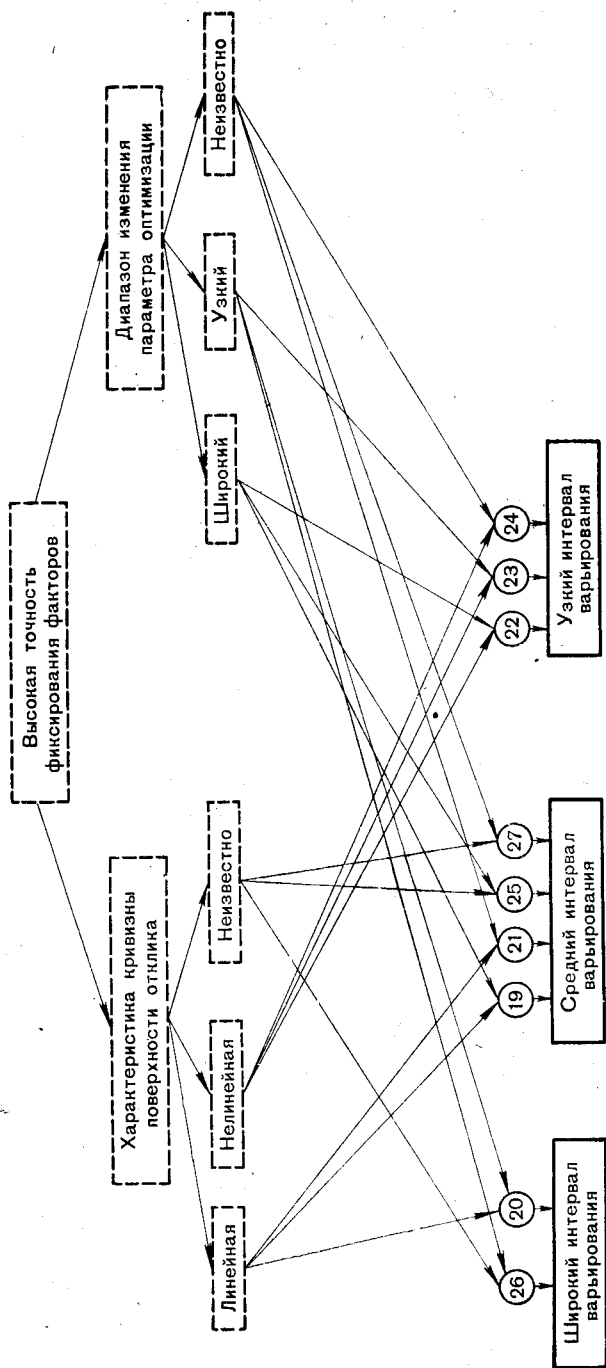 Высокая точность
фиксирования факторов
Характеристика кривизны
поверхности отклика
Диапазон изменения
параметра оптимизации
Линейная
Нелинейная
Неизвестно
Широкий
Узкий
Неизвестно
26
20
19
21
25
27
22
23
24
Широкий интервал
варьирования
Средний интервал
варьирования
Узкий интервал
варьирования